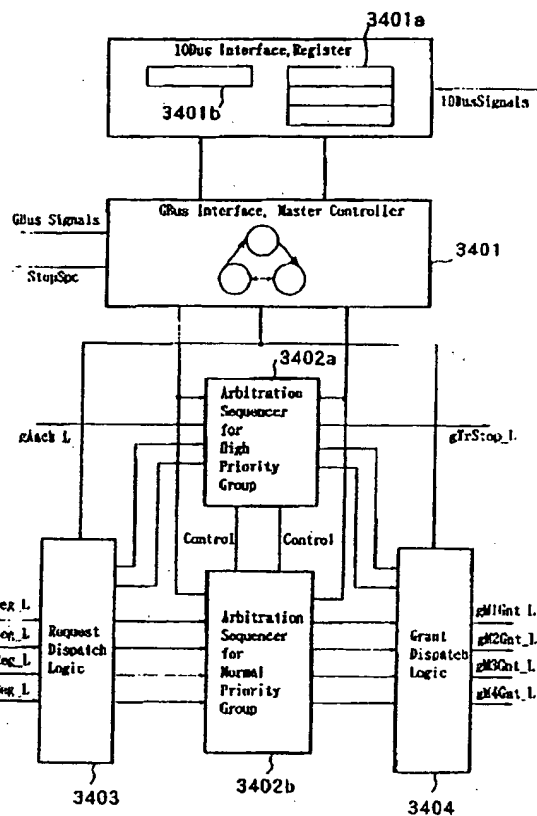 3401a
IOBus Interface, Register
3401b
IOBusSignals
GBus Signals
GBus Interface, Master Controller
StopSpc
3401
3402a
Arbitration
Sequencer
for
High
Priority
Group
gAack_L
gTrStop_L
Control
Control
Request
Dispatch
Logic
Arbitration
Sequencer
for
Normal
Priority
Group
Grant
Dispatch
Logic
gM1Gnt_L
gM2Gnt_L
gM3Gnt_L
gM4Gnt_L
3403
3402b
3404